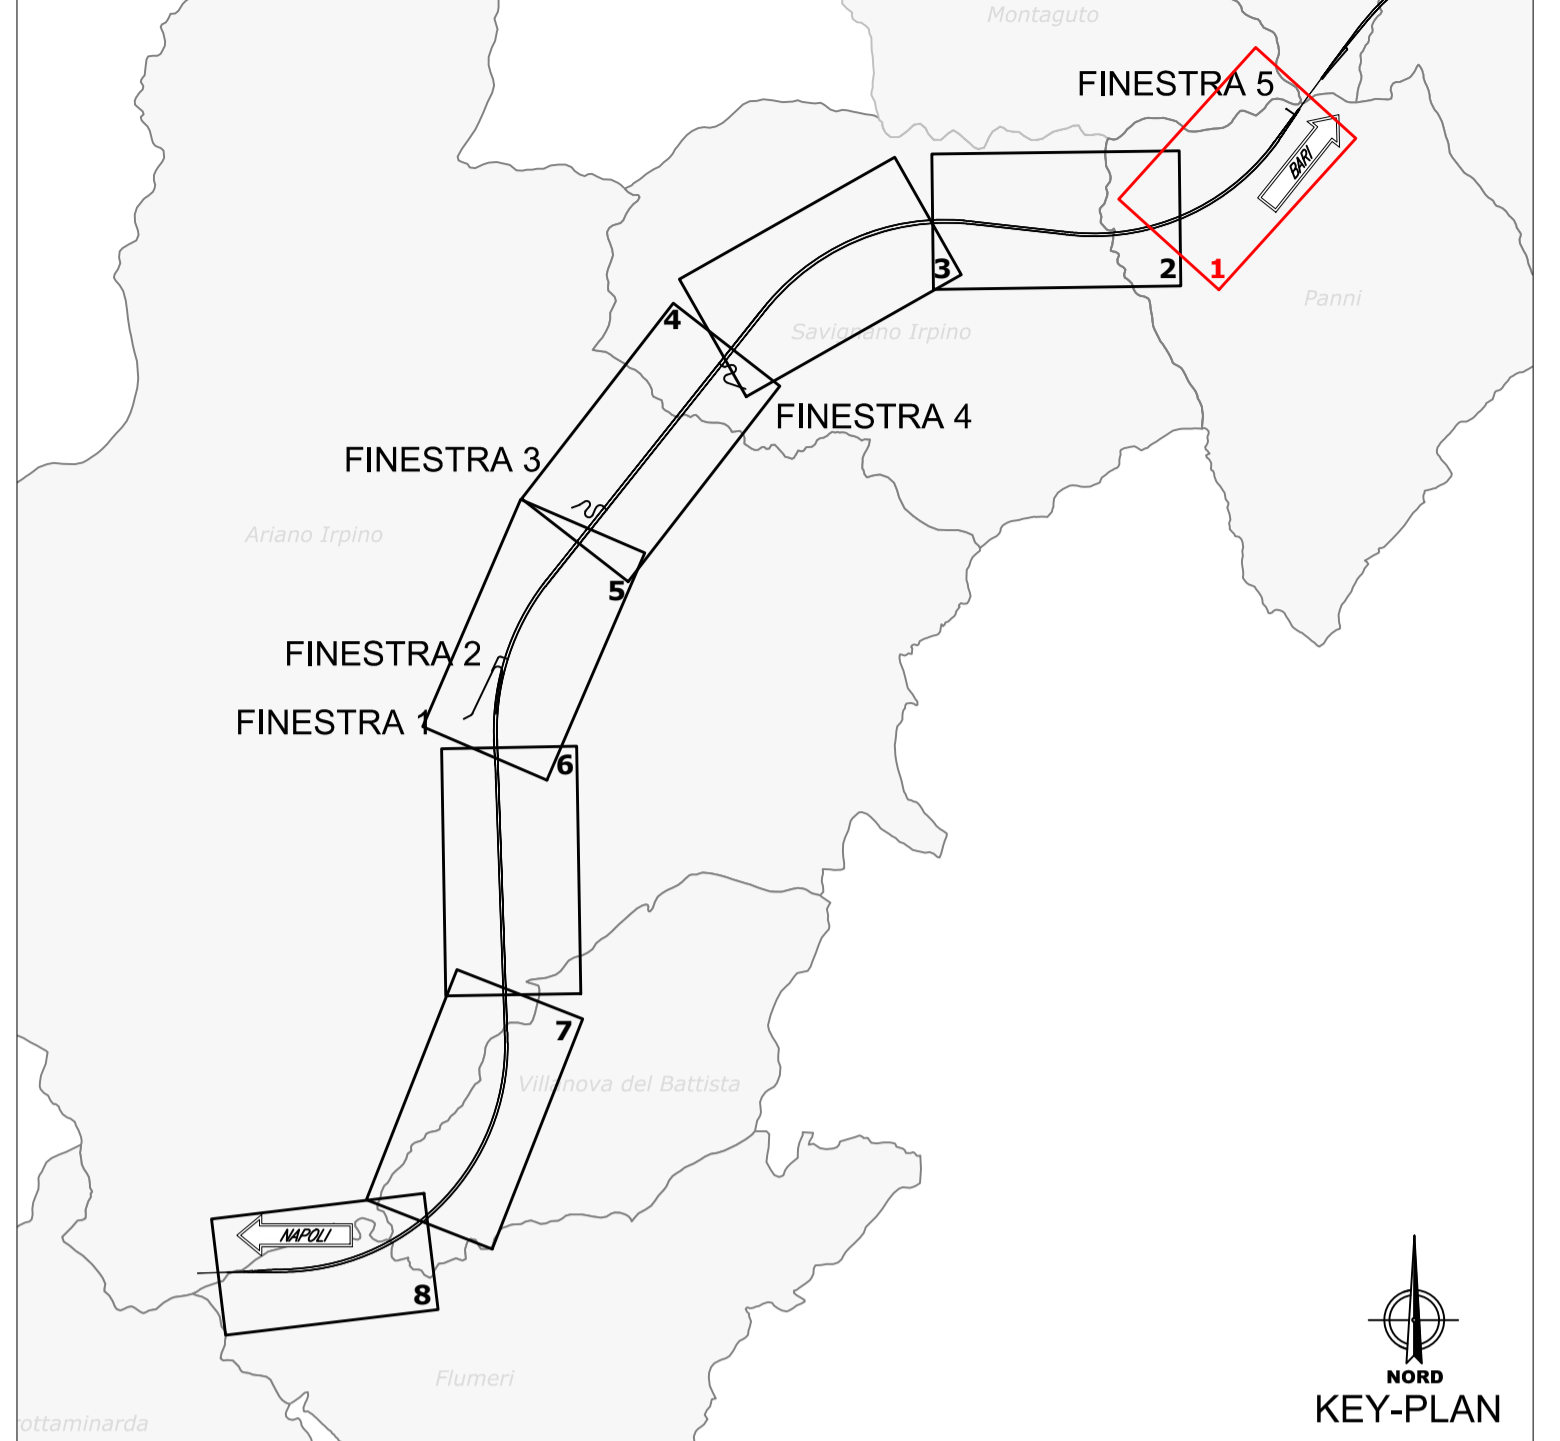 Montaguto
FINESTRA 5
BARI
3
2
1
Panni
4
Savignano Irpino
FINESTRA 4
FINESTRA 3
Ariano Irpino
5
FINESTRA 2
FINESTRA 1
6
7
Villanova del Battista
NAPOLI
8
Flumeri
NORD
KEY-PLAN
rottaminarda